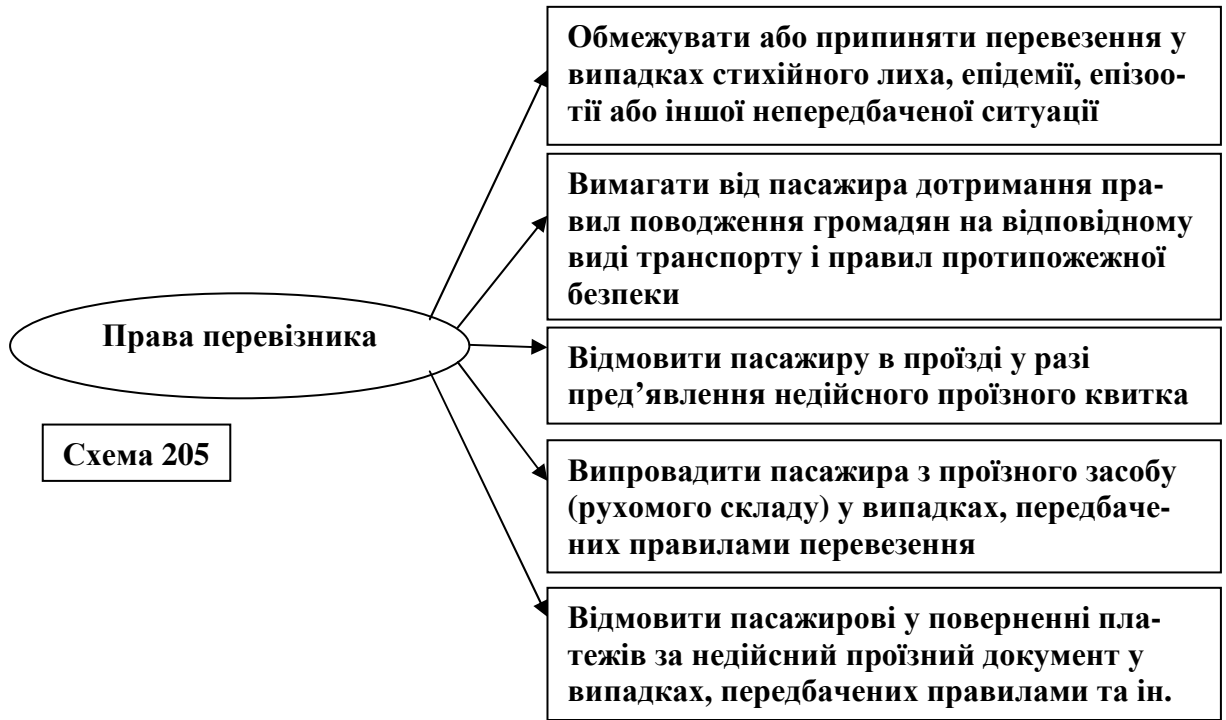 Обмежувати або припиняти перевезення у
випадках стихійного лиха, епідемії, епізоо-
тії або іншої непередбаченої ситуації
Вимагати від пасажира дотримання пра-
вил поводження громадян на відповідному
виді транспорту і правил протипожежної
безпеки
Права перевізника
Відмовити пасажиру в проїзді у разі
пред’явлення недійсного проїзного квитка
Схема 205
Випровадити пасажира з проїзного засобу
(рухомого складу) у випадках, передбаче-
них правилами перевезення
Відмовити пасажирові у поверненні пла-
тежів за недійсний проїзний документ у
випадках, передбачених правилами та ін.